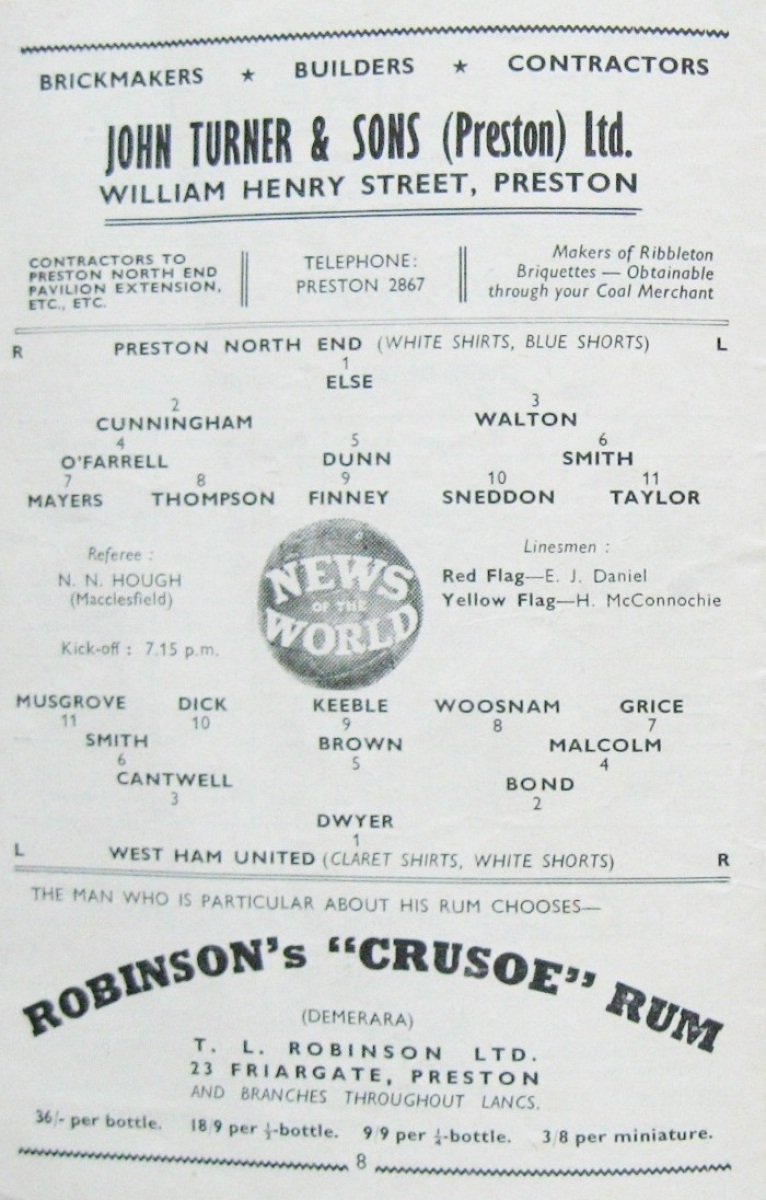 BRICKMAKERS ★ BUILDERS ★ CONTRACTORS
JOHN TURNER & SONS (Preston) Ltd.
WILLIAM HENRY STREET, PRESTON
CONTRACTORS TO
PRESTON NORTH END
PAVILION EXTENSION,
ETC., ETC.
TELEPHONE:
PRESTON 2867
Makers of Ribbleton
Briquettes — Obtainable
through your Coal Merchant
R PRESTON NORTH END (WHITE SHIRTS, BLUE SHORTS) L
1
ELSE
2 3
CUNNINGHAM WALTON
4 5 6
O'FARRELL DUNN SMITH
7 8 9 10 11
MAYERS THOMPSON FINNEY SNEDDON TAYLOR
Referee :
N. N. HOUGH
(Macclesfield)
Kick-off : 7.15 p.m.
NEWS
OF THE
WORLD
Linesmen :
Red Flag—E. J. Daniel
Yellow Flag—H. McConnochie
MUSGROVE DICK KEEBLE WOOSNAM GRICE
11 10 9 8 7
SMITH BROWN MALCOLM
6 5 4
CANTWELL BOND
3 2
DWYER
1
L WEST HAM UNITED (CLARET SHIRTS, WHITE SHORTS) R
THE MAN WHO IS PARTICULAR ABOUT HIS RUM CHOOSES—
ROBINSON's "CRUSOE" RUM
(DEMERARA)
T. L. ROBINSON LTD.
23 FRIARGATE, PRESTON
AND BRANCHES THROUGHOUT LANCS.
36/- per bottle. 18/9 per ½-bottle. 9/9 per ¼-bottle. 3/8 per miniature.
8